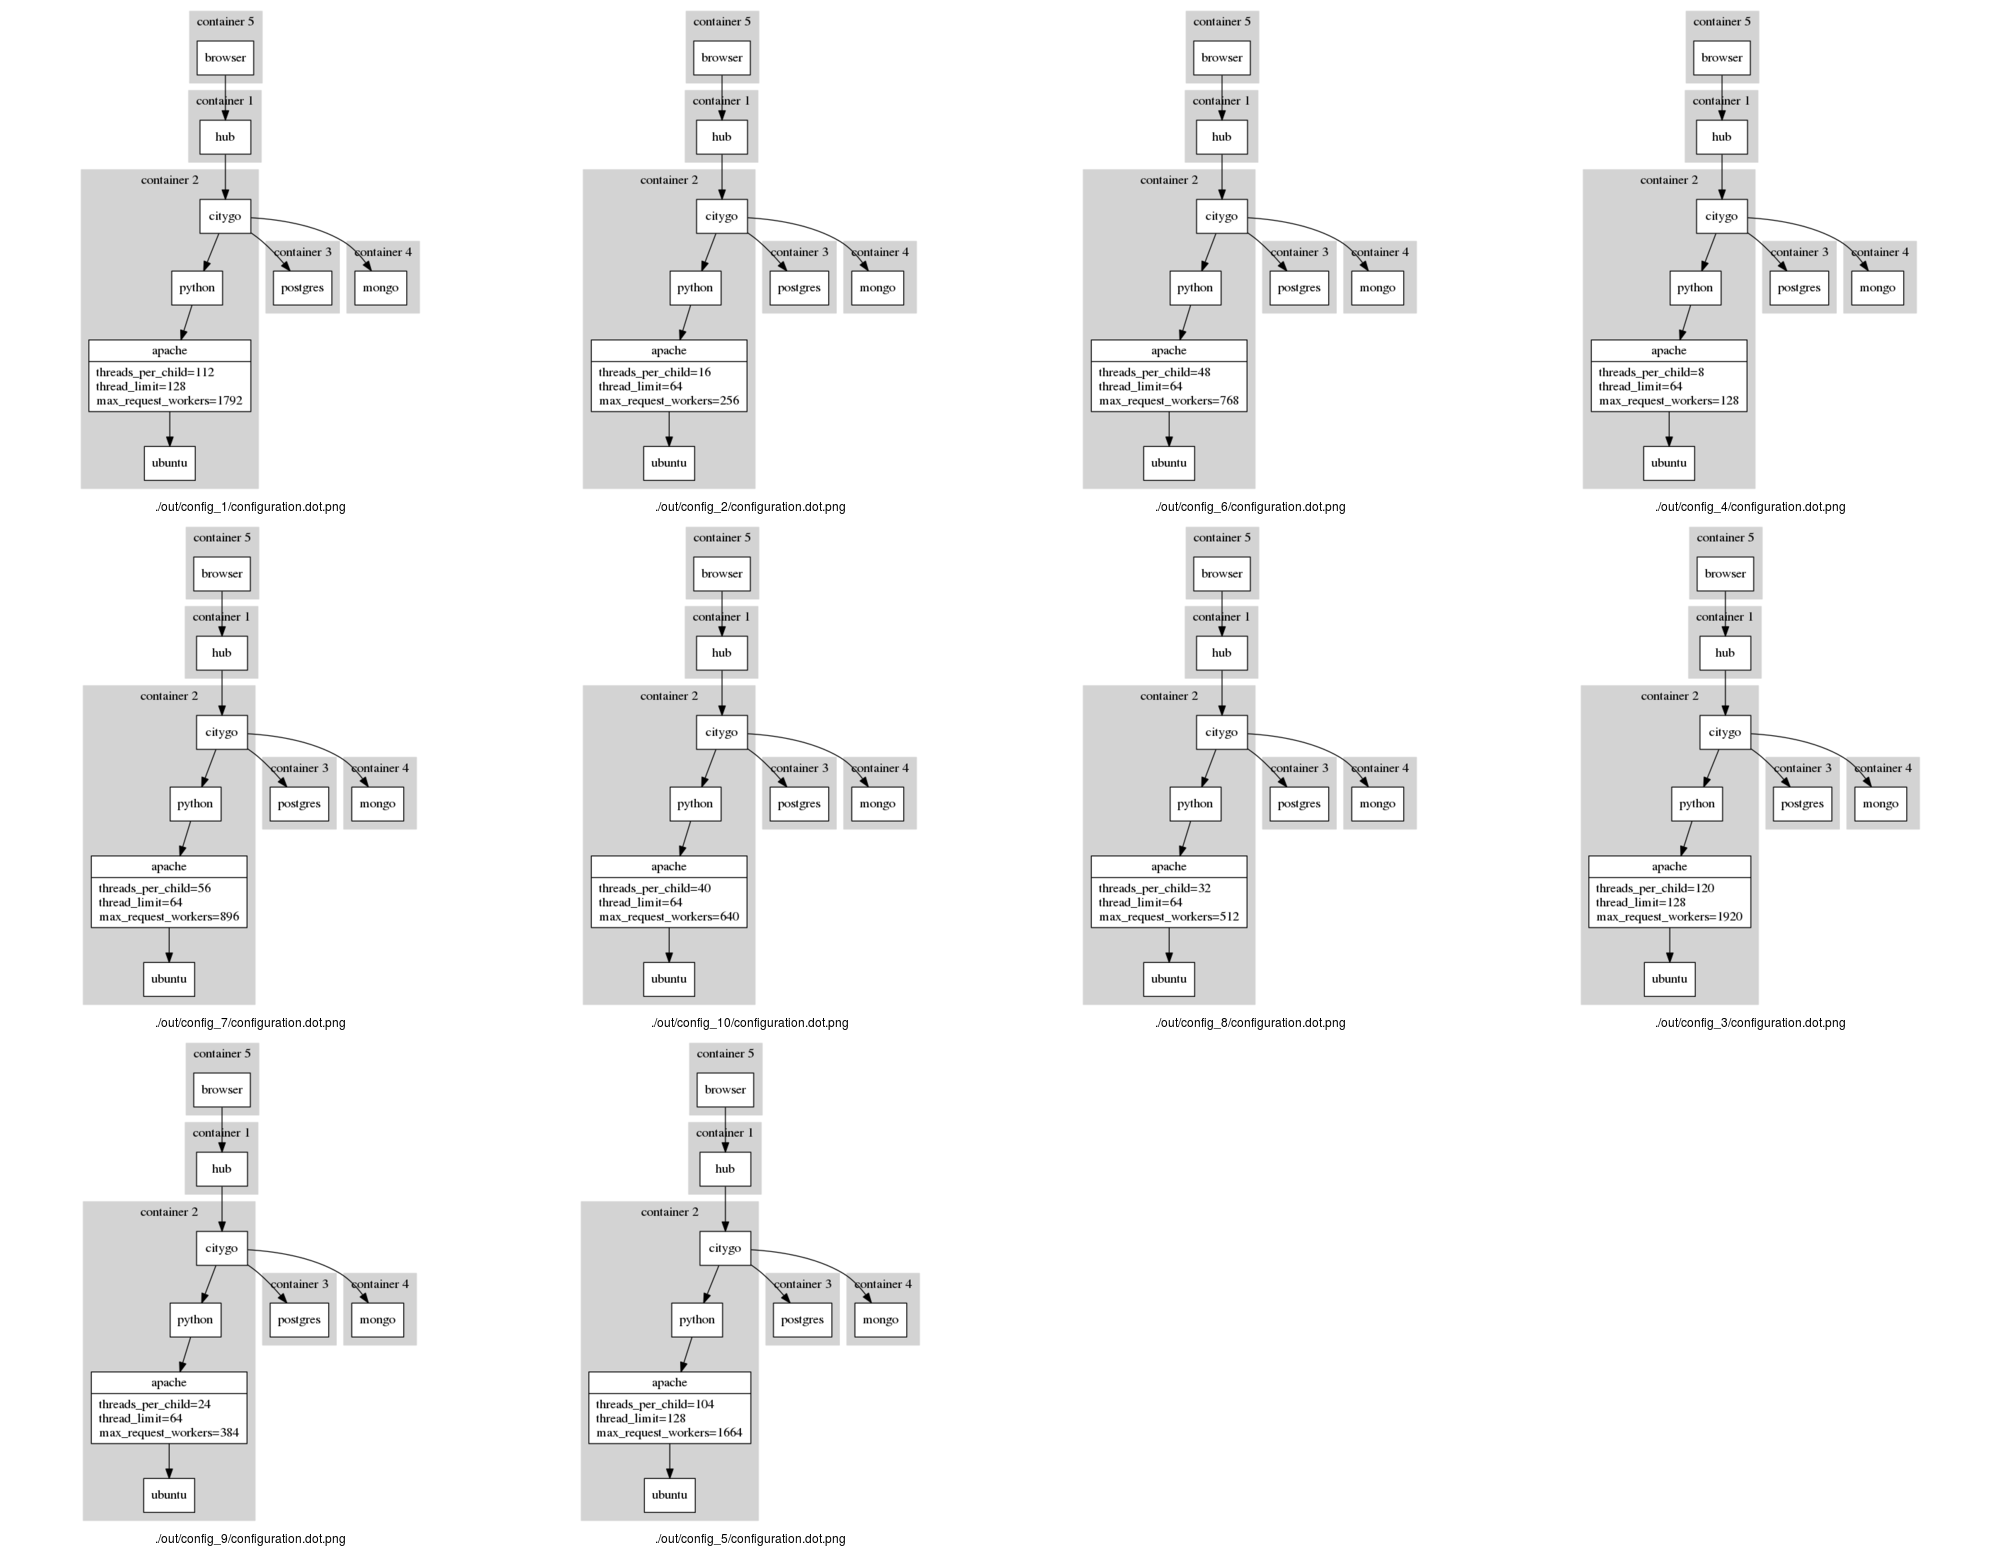 container 5
browser
container 1
hub
container 2
citygo
container 3
container 4
python
postgres
mongo
apache
threads_per_child=112
thread_limit=128
max_request_workers=1792
ubuntu
./out/config_1/configuration.dot.png
container 5
browser
container 1
hub
container 2
citygo
container 3
container 4
python
postgres
mongo
apache
threads_per_child=16
thread_limit=64
max_request_workers=256
ubuntu
./out/config_2/configuration.dot.png
container 5
browser
container 1
hub
container 2
citygo
container 3
container 4
python
postgres
mongo
apache
threads_per_child=48
thread_limit=64
max_request_workers=768
ubuntu
./out/config_6/configuration.dot.png
container 5
browser
container 1
hub
container 2
citygo
container 3
container 4
python
postgres
mongo
apache
threads_per_child=8
thread_limit=64
max_request_workers=128
ubuntu
./out/config_4/configuration.dot.png
container 5
browser
container 1
hub
container 2
citygo
container 3
container 4
python
postgres
mongo
apache
threads_per_child=56
thread_limit=64
max_request_workers=896
ubuntu
./out/config_7/configuration.dot.png
container 5
browser
container 1
hub
container 2
citygo
container 3
container 4
python
postgres
mongo
apache
threads_per_child=40
thread_limit=64
max_request_workers=640
ubuntu
./out/config_10/configuration.dot.png
container 5
browser
container 1
hub
container 2
citygo
container 3
container 4
python
postgres
mongo
apache
threads_per_child=32
thread_limit=64
max_request_workers=512
ubuntu
./out/config_8/configuration.dot.png
container 5
browser
container 1
hub
container 2
citygo
container 3
container 4
python
postgres
mongo
apache
threads_per_child=120
thread_limit=128
max_request_workers=1920
ubuntu
./out/config_3/configuration.dot.png
container 5
browser
container 1
hub
container 2
citygo
container 3
container 4
python
postgres
mongo
apache
threads_per_child=24
thread_limit=64
max_request_workers=384
ubuntu
./out/config_9/configuration.dot.png
container 5
browser
container 1
hub
container 2
citygo
container 3
container 4
python
postgres
mongo
apache
threads_per_child=104
thread_limit=128
max_request_workers=1664
ubuntu
./out/config_5/configuration.dot.png